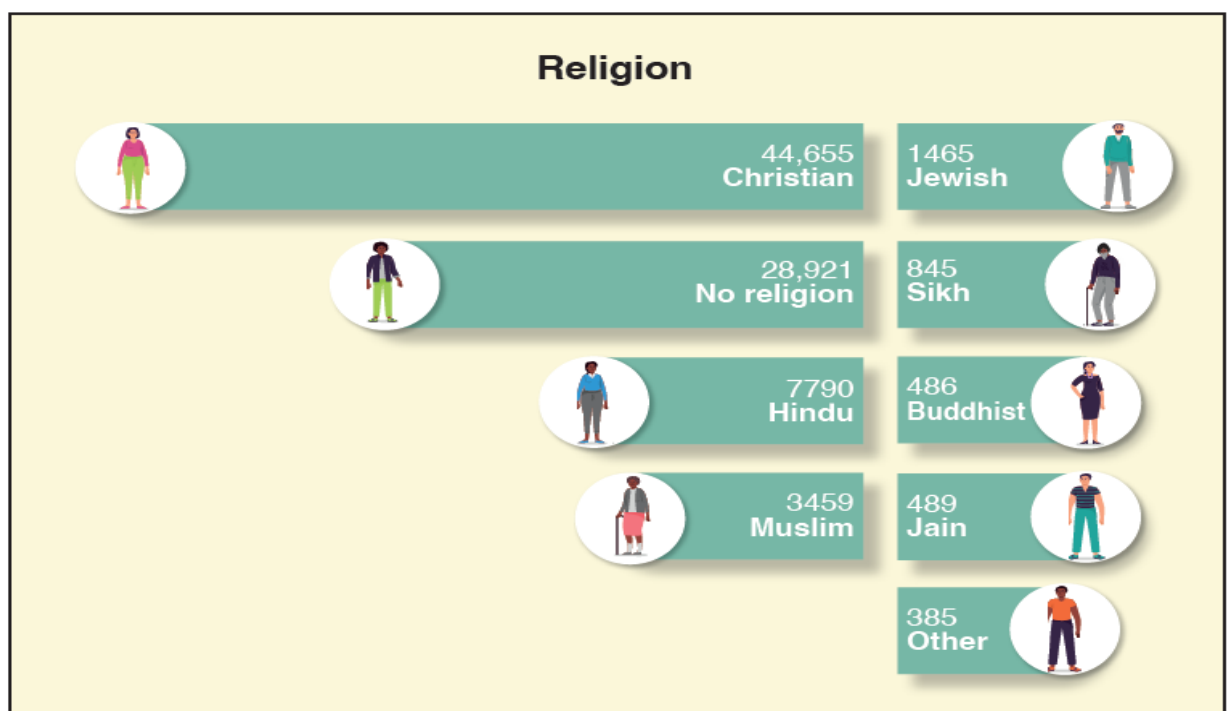 Religion
44,655
Christian
28,921
No religion
7790
Hindu
3459
Muslim
1465
Jewish
845
Sikh
486
Buddhist
489
Jain
385
Other